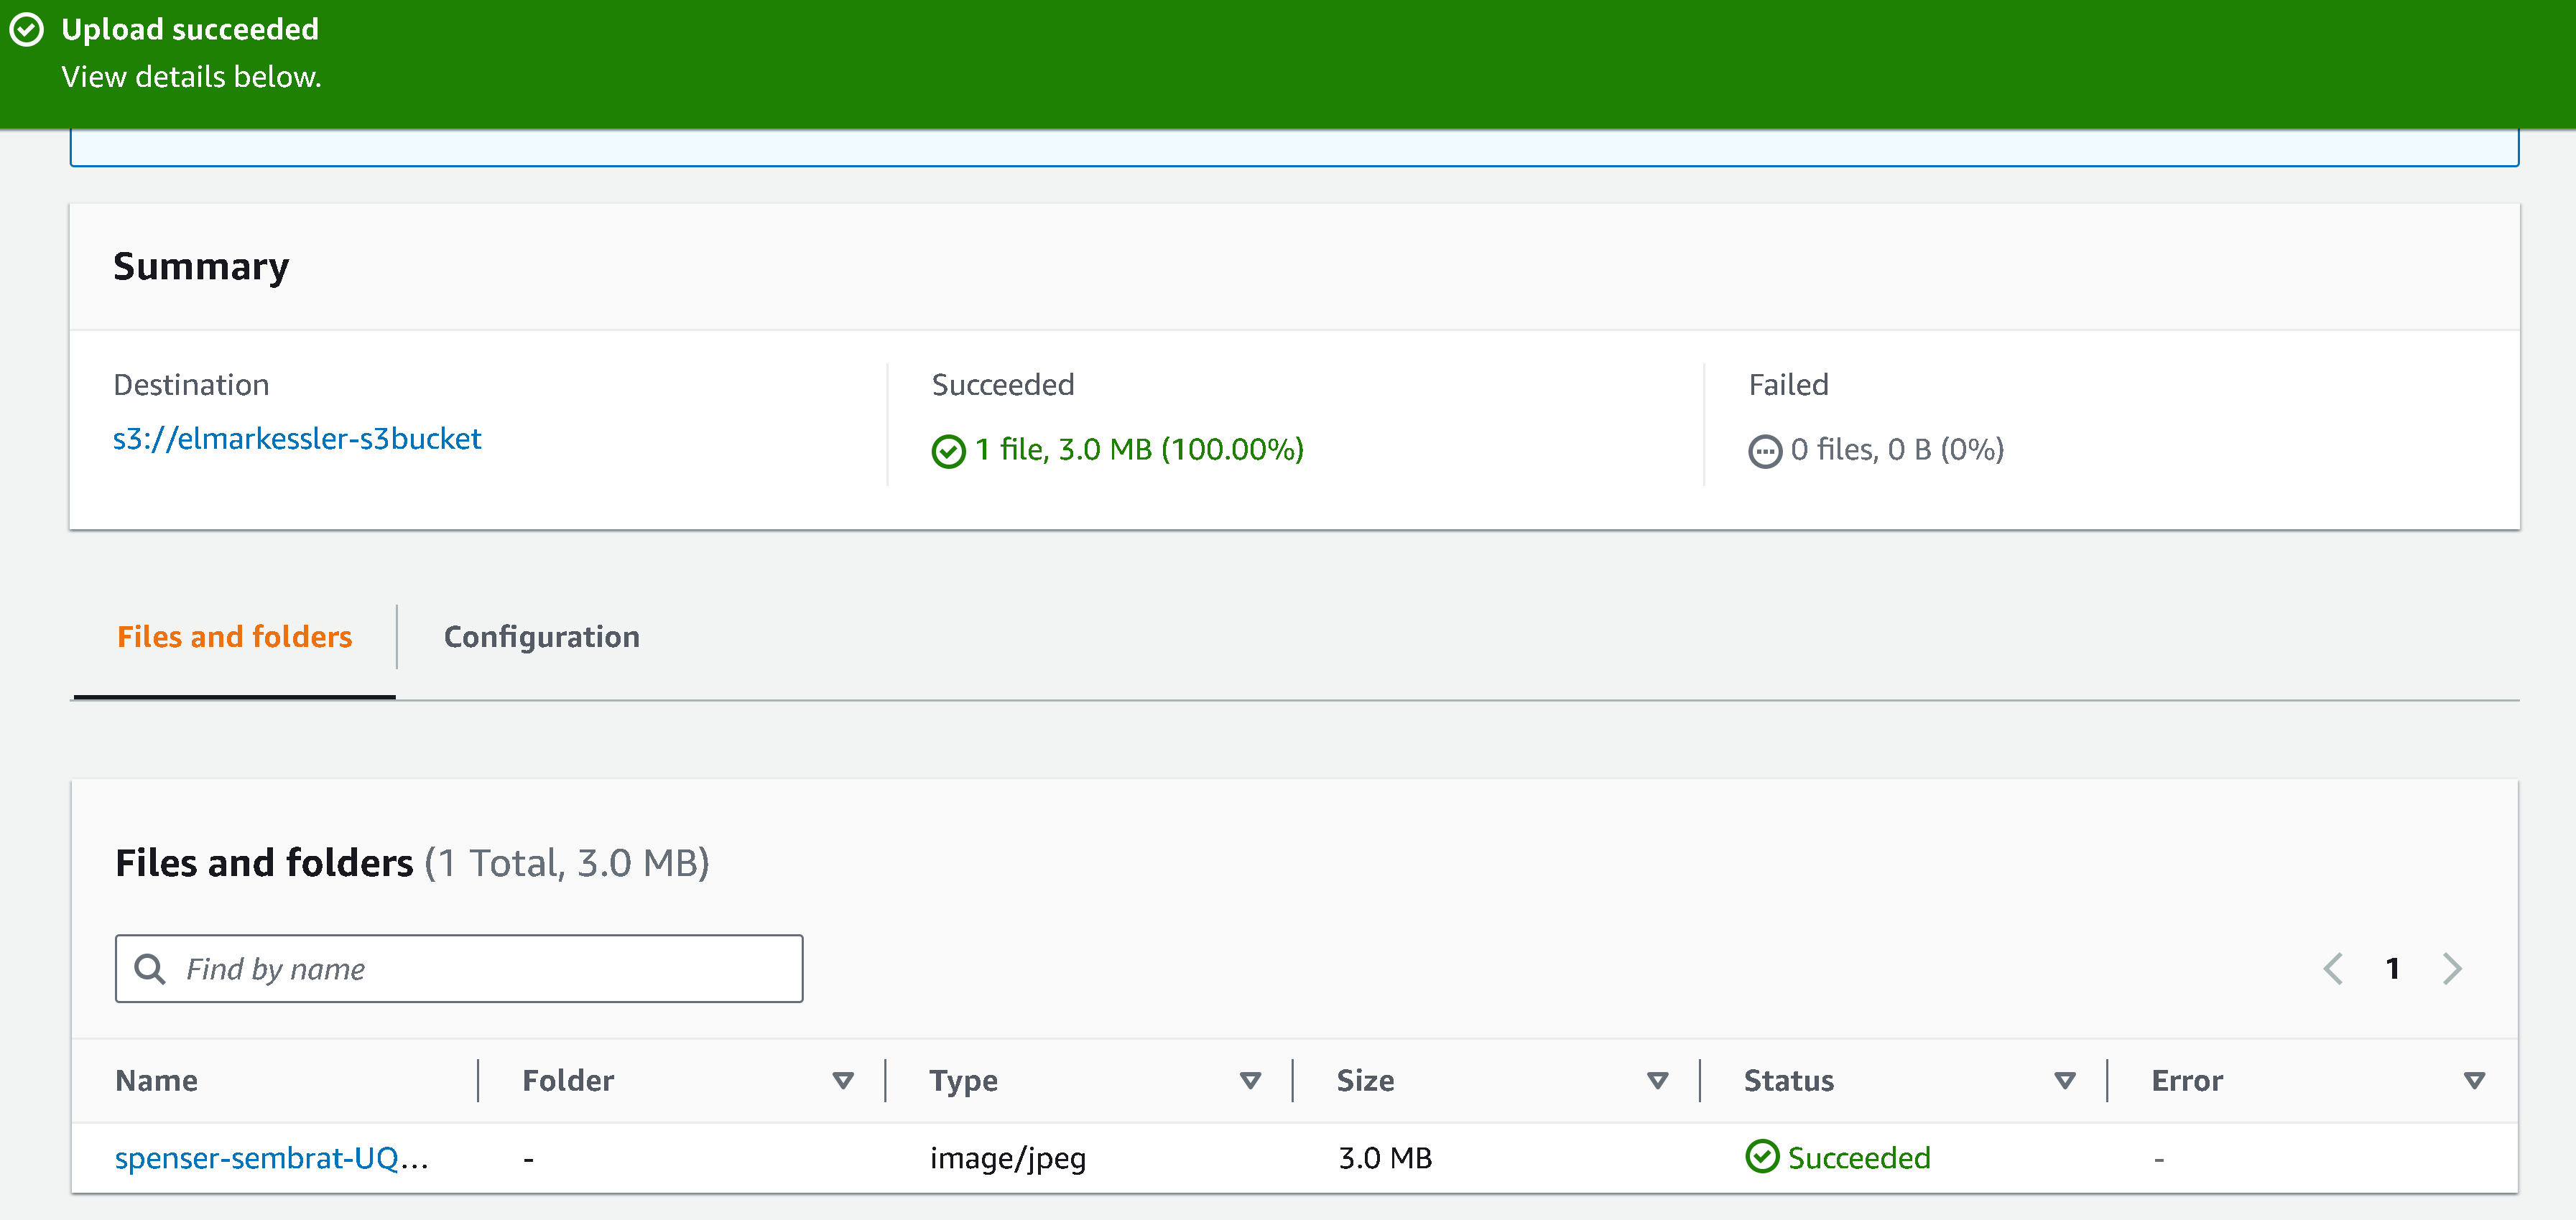 Upload succeeded
View details below.
Summary
Destination Succeeded Failed
s3://elmarkessler-s3bucket 1 file, 3.0 MB (100.00%) 0 files, 0 B (0%)
Files and folders Configuration
Files and folders (1 Total, 3.0 MB)
Find by name 1
Name Folder Type Size Status Error
spenser-sembrat-UQ... - image/jpeg 3.0 MB Succeeded -